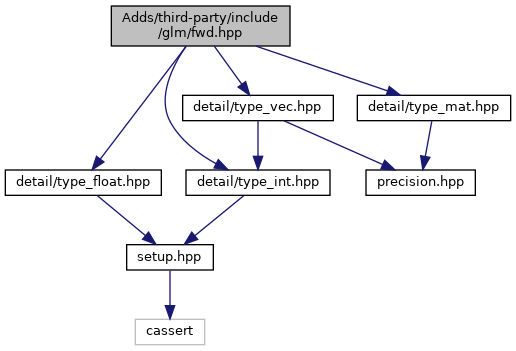 Adds/third-party/include
/glm/fwd.hpp
detail/type_vec.hpp
detail/type_mat.hpp
detail/type_float.hpp
detail/type_int.hpp
precision.hpp
setup.hpp
cassert